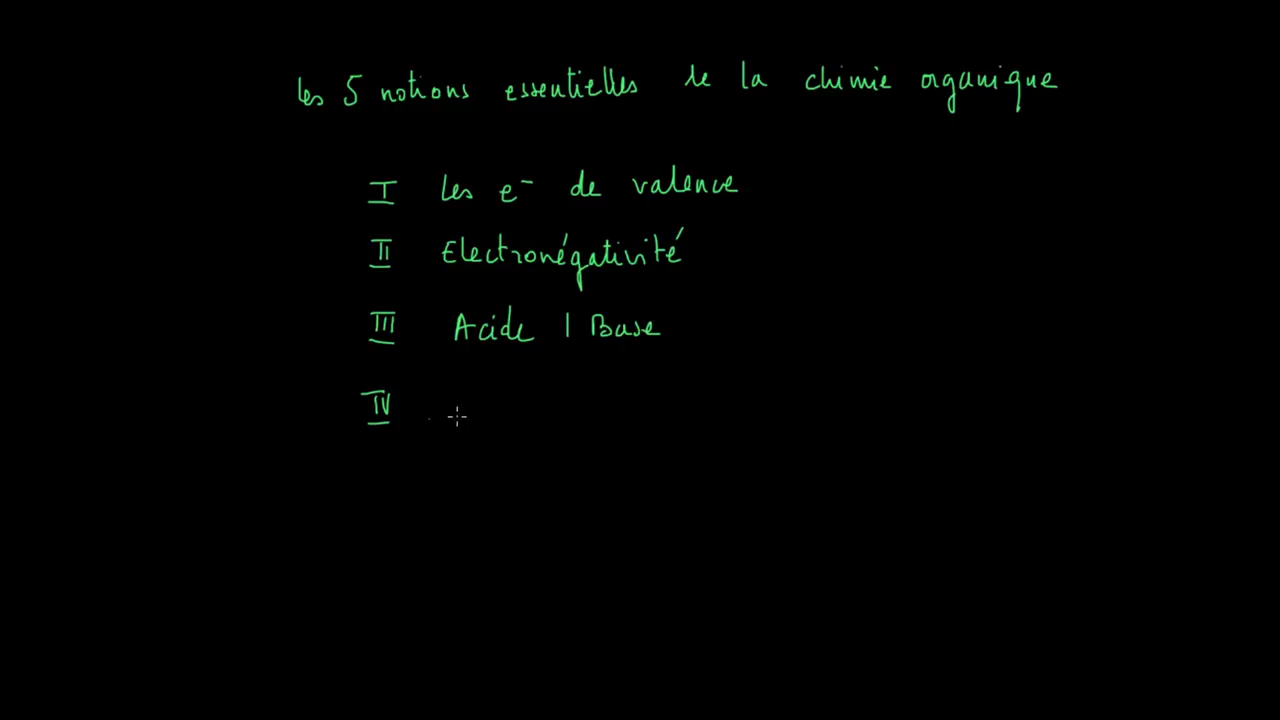 les 5 notions essentielles de la chimie organique
I les e⁻ de valence
II Electronégativité
III Acide | Base
IV